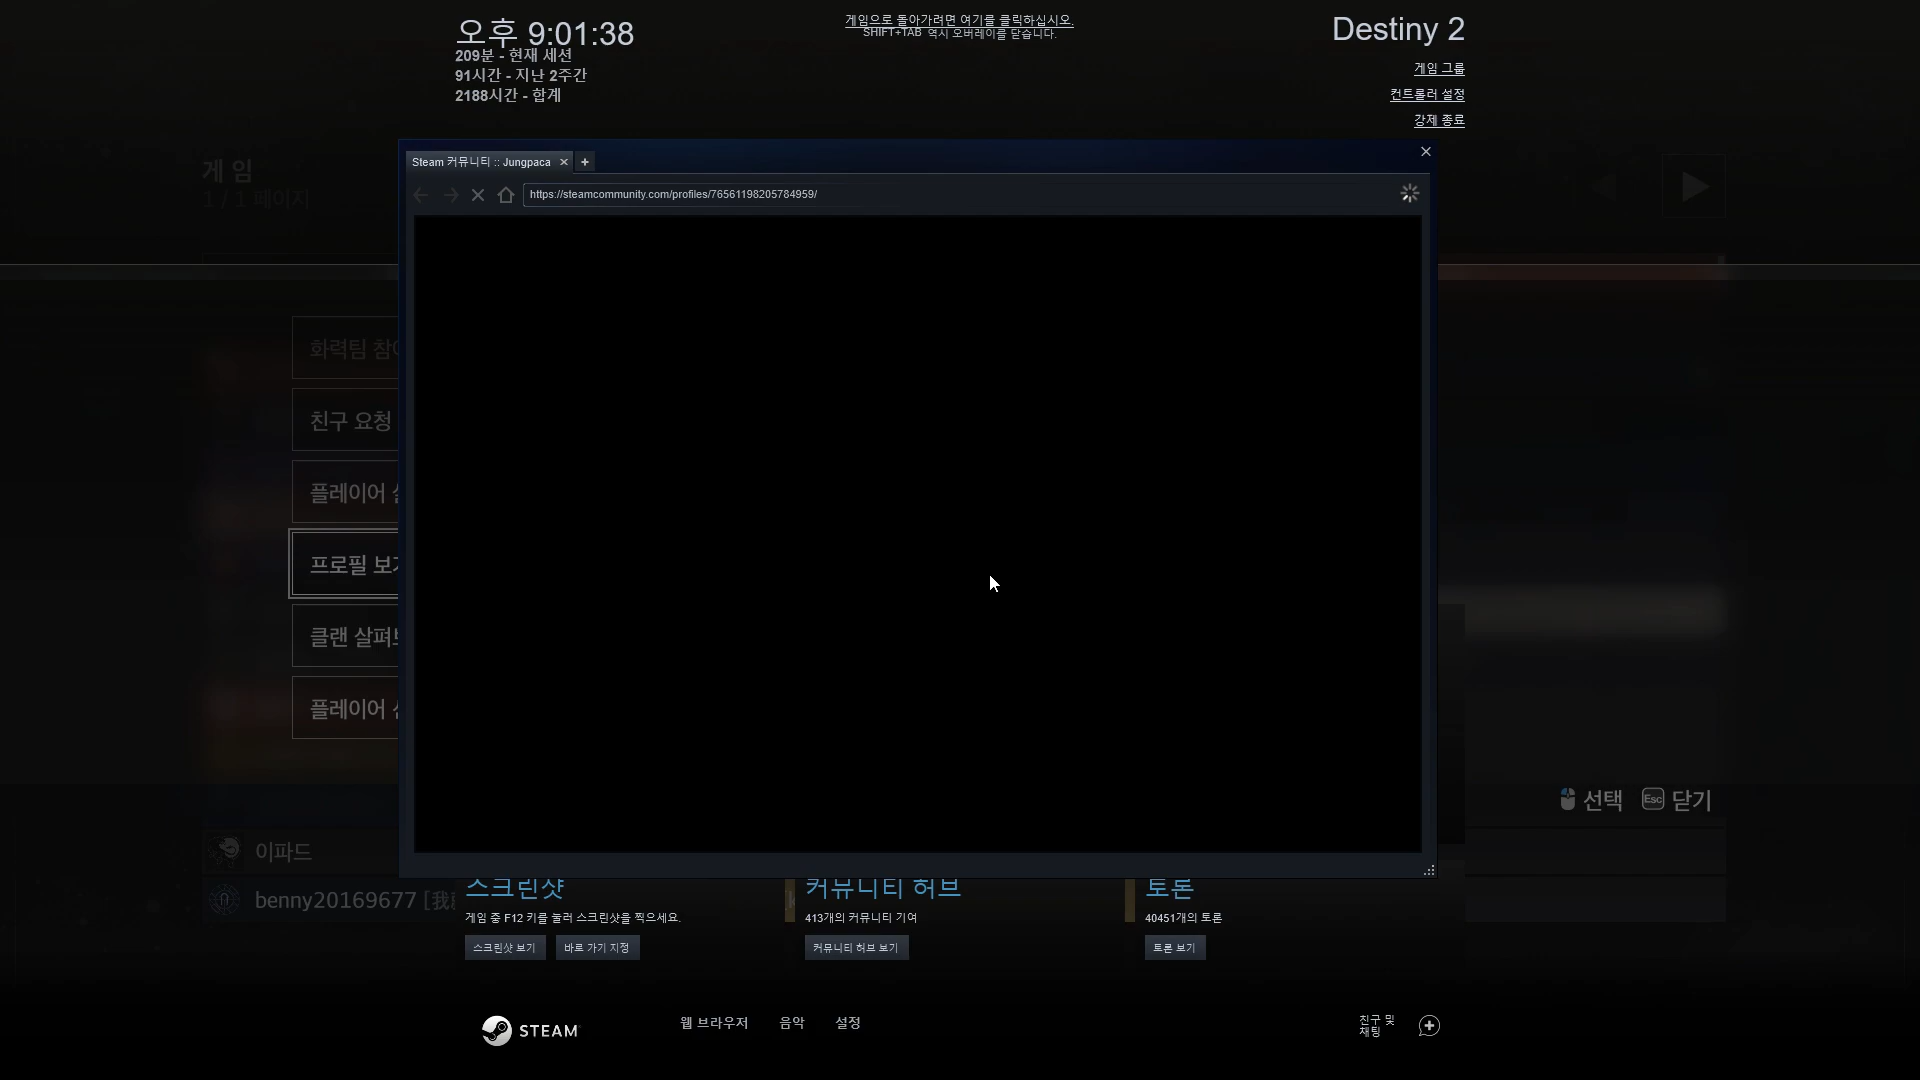 오후 9:01:38
209분 - 현재 세션
91시간 - 지난 2주간
2188시간 - 합계
게임으로 돌아가려면 여기를 클릭하십시오.
SHIFT+TAB 역시 오버레이를 닫습니다.
Destiny 2
게임 그룹
컨트롤러 설정
강제 종료
게임
1 / 1 페이지
Steam 커뮤니티 :: Jungpaca
https://steamcommunity.com/profiles/76561198205784959/
화력팀
친구 요청
플레이어
프로필
클랜
플레이어
선택 Esc 닫기
이파드
benny20169677
스크린샷
게임 중 F12 키를 눌러 스크린샷을 찍으세요.
스크린샷 보기 바로 가기 지정
커뮤니티 허브
413개의 커뮤니티 기여
커뮤니티 허브 보기
토론
40451개의 토론
토론 보기
STEAM
웹 브라우저 음악 설정
친구 및
채팅